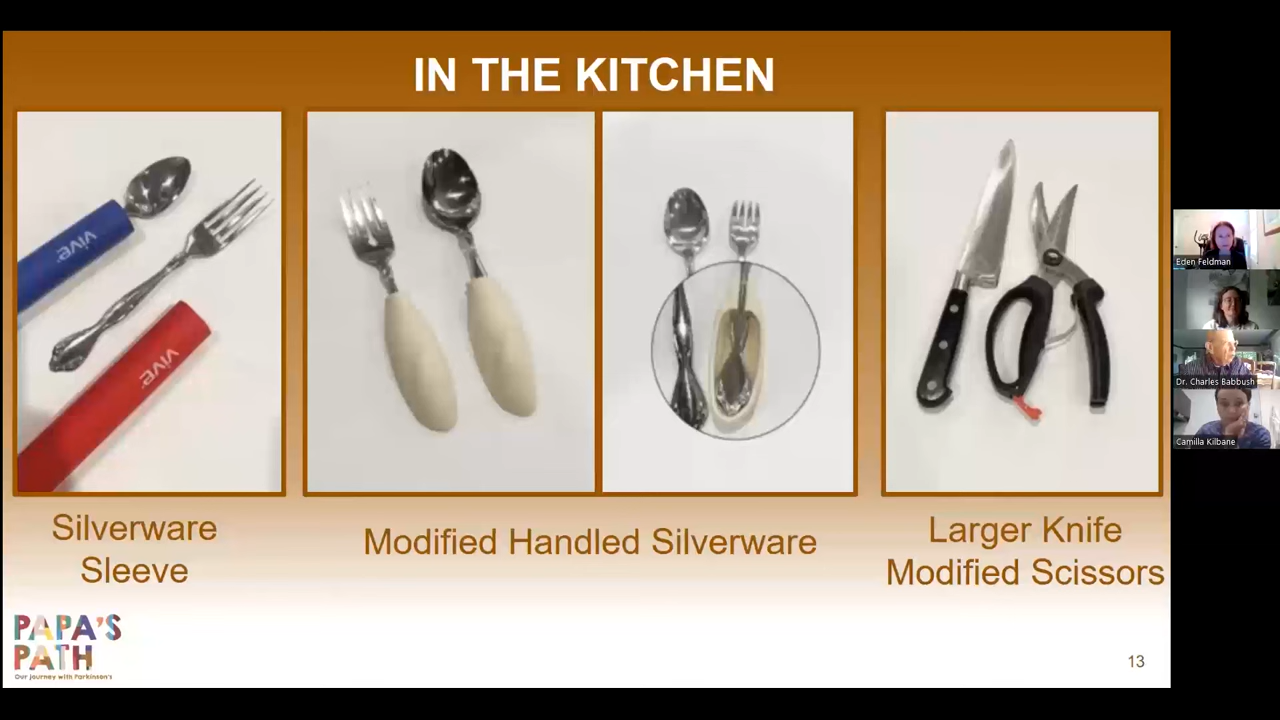 IN THE KITCHEN
vive
vive
Silverware
Sleeve
Modified Handled Silverware
Larger Knife
Modified Scissors
PAPA'S
PATH
Our journey with Parkinson's
13
Eden Feldman
Dr. Charles Babbush
Camilla Kilbane